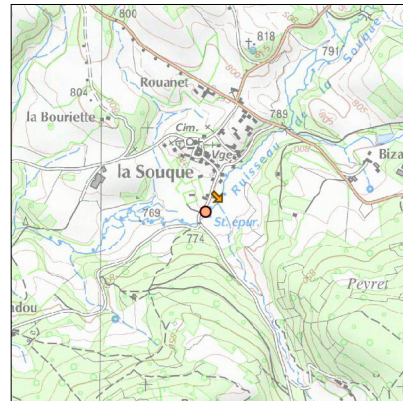 800
818
791
Rouanet
804
la Bouriette
Cim.
789
Vge
la Souque
Ruisseau de la Souque
800
Biza
769
St. épur.
774
Peyret
adou